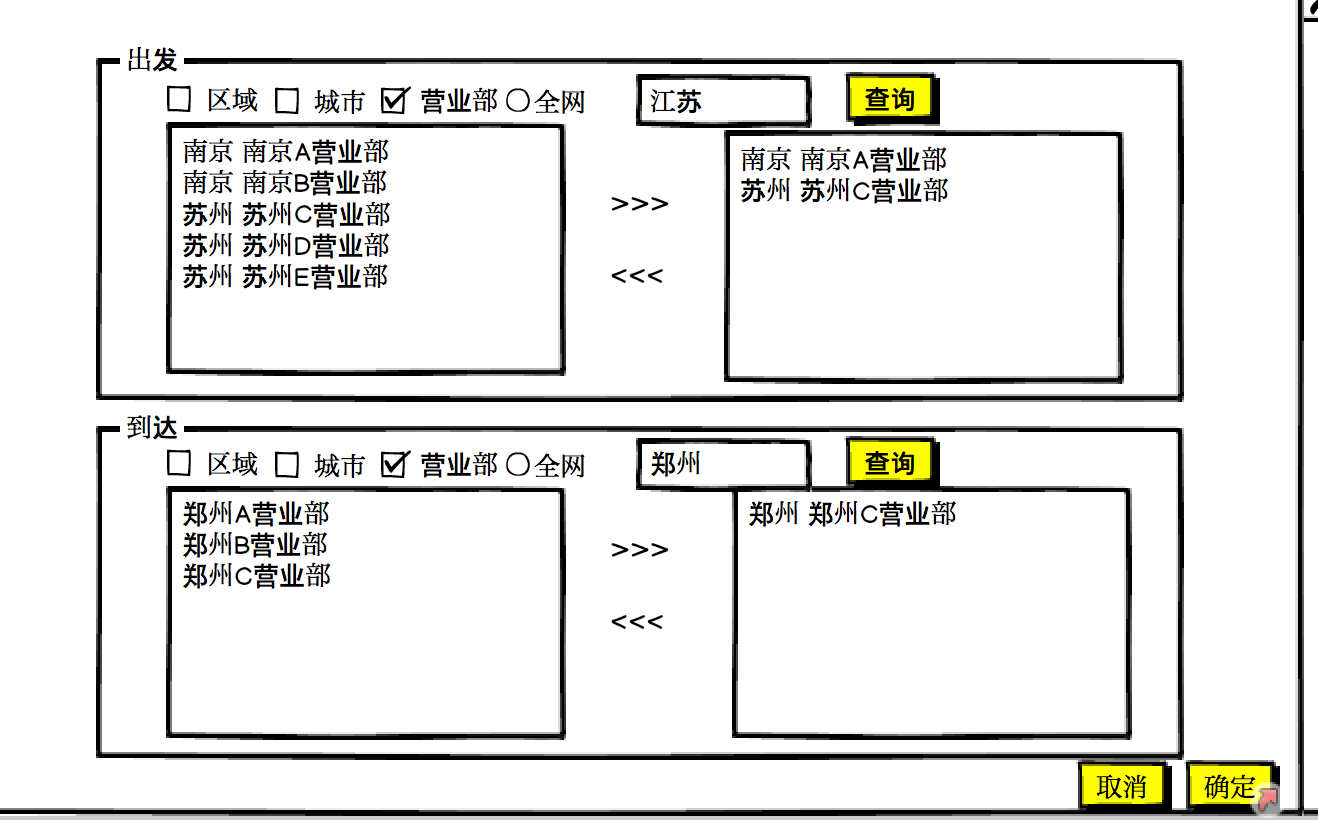 出发
区域 城市 营业部 全网 江苏 查询
南京 南京A营业部
南京 南京B营业部
苏州 苏州C营业部
苏州 苏州D营业部
苏州 苏州E营业部
>>>
<<<
南京 南京A营业部
苏州 苏州C营业部
到达
区域 城市 营业部 全网 郑州 查询
郑州A营业部
郑州B营业部
郑州C营业部
>>>
<<<
郑州 郑州C营业部
取消 确定